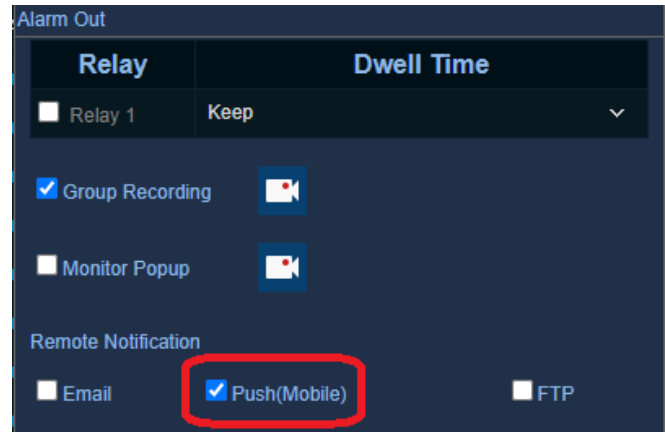 Alarm Out
Relay Dwell Time
Relay 1 Keep
Group Recording
Monitor Popup
Remote Notification
Email Push(Mobile) FTP